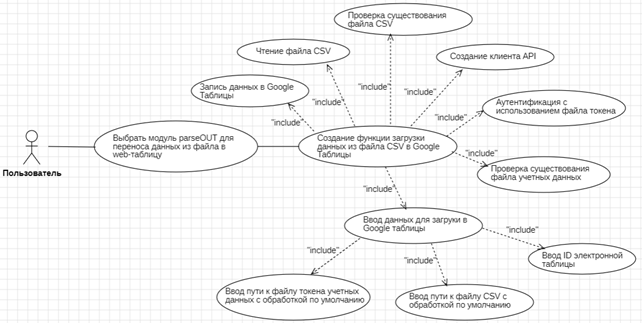 Проверка существования
файла CSV
Чтение файла CSV
Создание клиента API
"include"
"include"
"include"
Запись данных в Google
Таблицы
"include"
"include"
Аутентификация с
использованием файла токена
Выбрать модуль parseOUT для
переноса данных из файла в
web-таблицу
Создание функции загрузки
данных из файла CSV в Google
Таблицы
"include"
Пользователь
Проверка существования
файла учетных данных
"include"
Ввод данных для загруки в
Google таблицы
"include"
"include"
"include"
Ввод ID электронной
таблицы
Ввод пути к файлу токена учетных
данных с обработкой по умолчанию
Ввод пути к файлу CSV с
обработкой по умолчанию